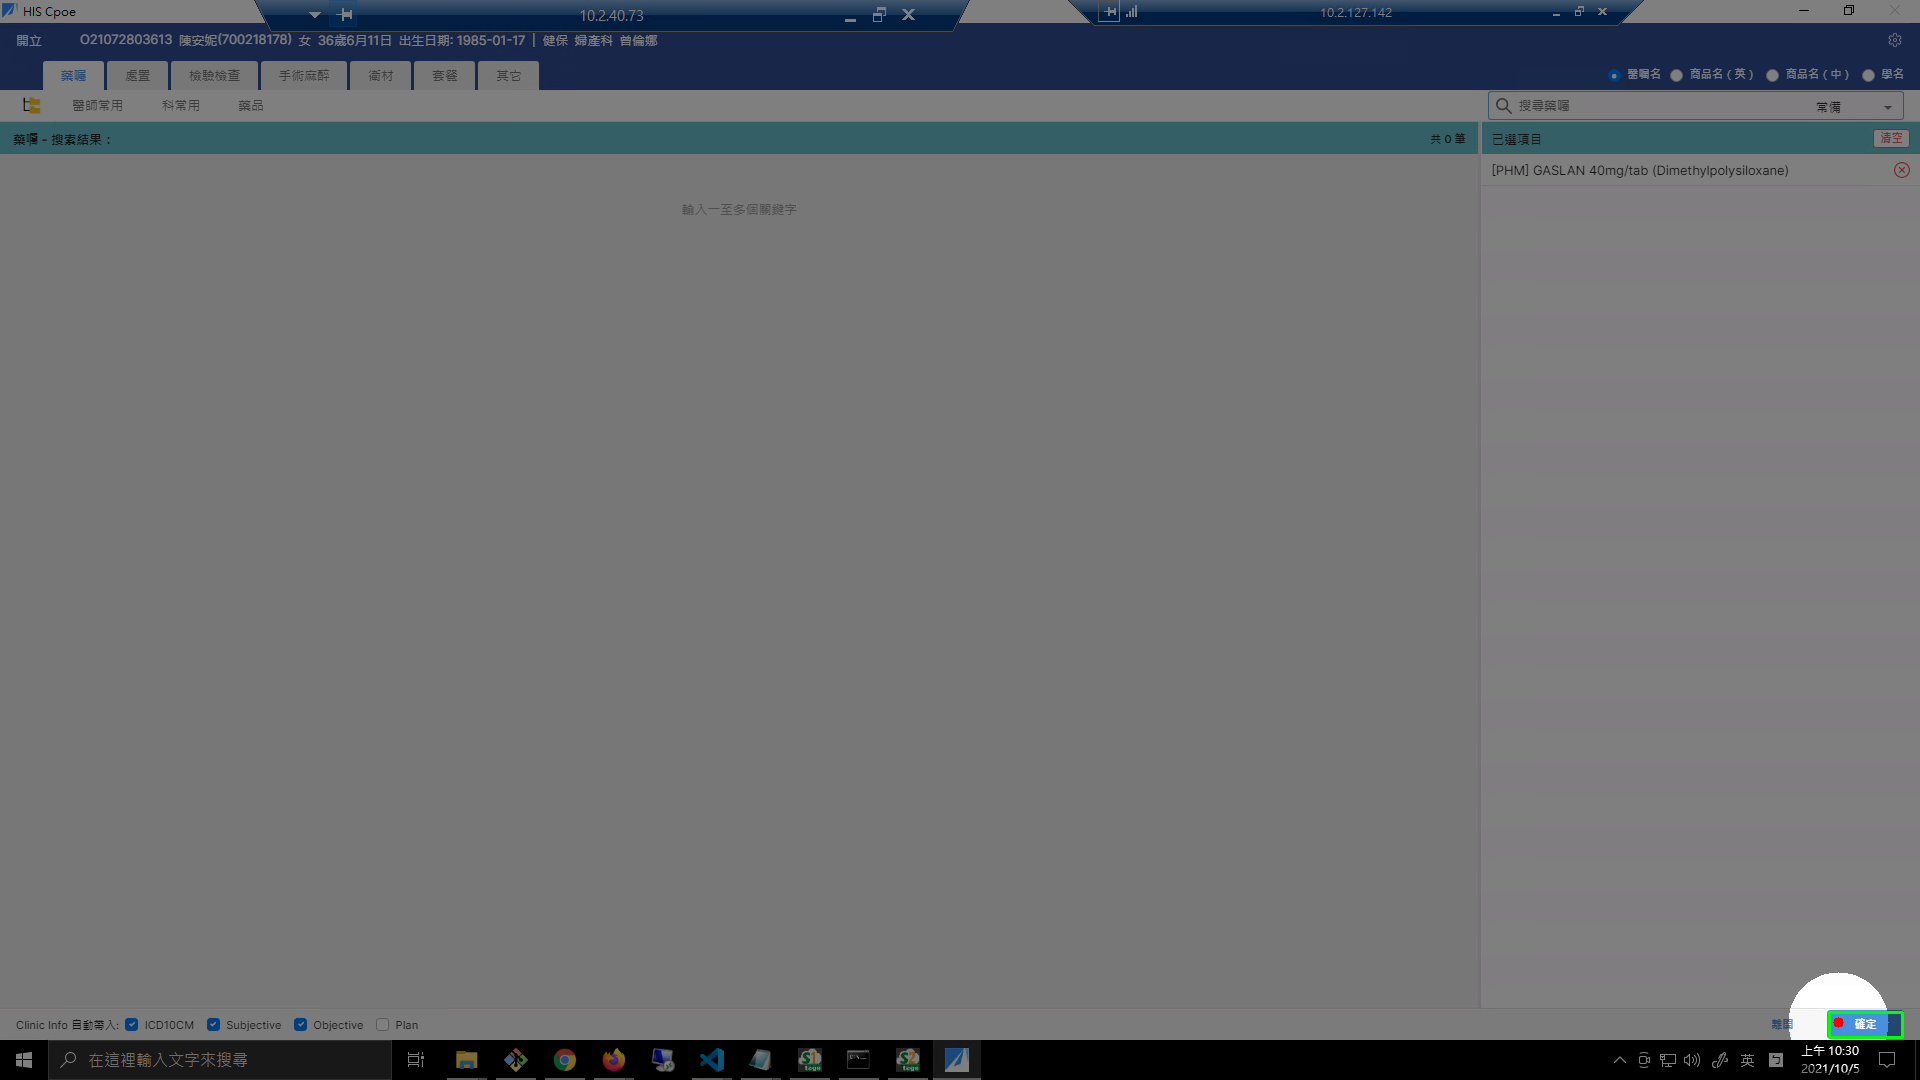 HIS Cpoe
10.2.40.73
10.2.127.142
開立 O21072803613 陳安妮(700218178) 女 36歲6月11日 出生日期: 1985-01-17 | 健保 婦產科 曾倫娜
藥囑 處置 檢驗檢查 手術麻醉 衛材 套餐 其它
醫囑名 商品名 ( 英 ) 商品名 ( 中 ) 學名
醫師常用 科常用 藥品
搜尋藥囑 常備
藥囑 - 搜索結果 :
共 0 筆
已選項目 清空
[PHM] GASLAN 40mg/tab (Dimethylpolysiloxane)
輸入一至多個關鍵字
Clinic Info 自動帶入: ICD10CM Subjective Objective Plan
離開 確定
在這裡輸入文字來搜尋
英
上午 10:30
2021/10/5